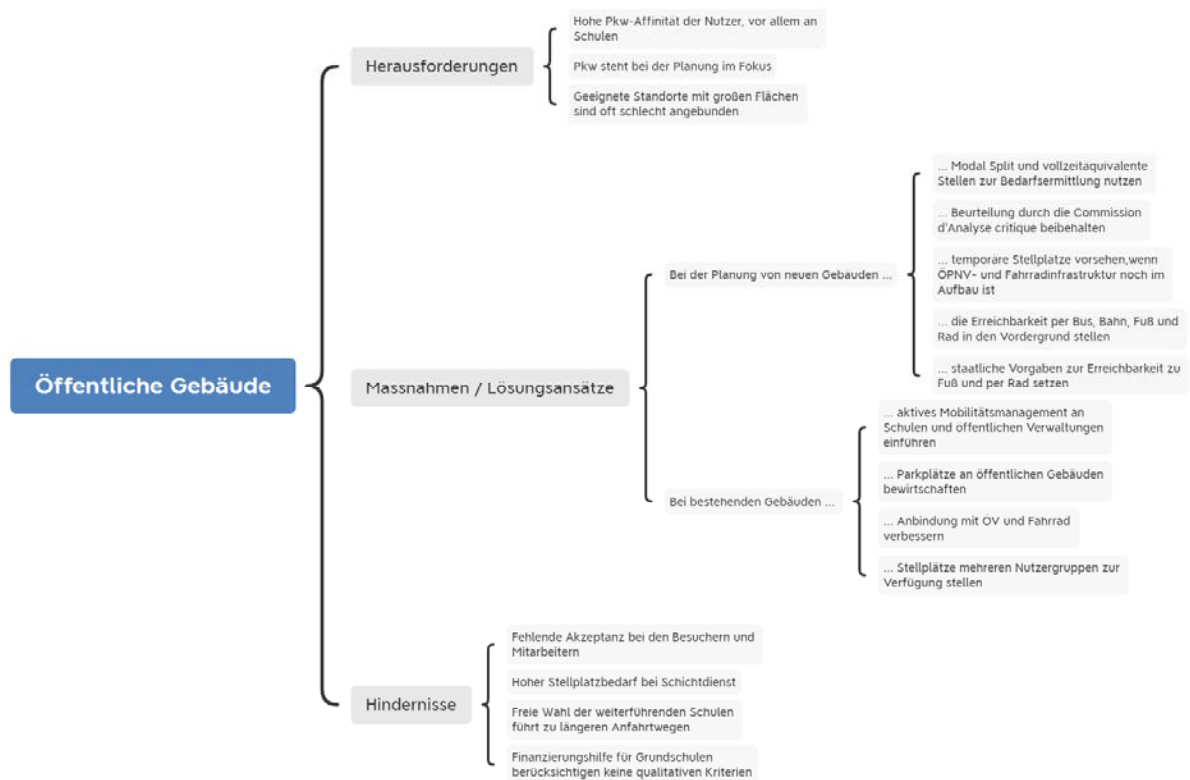 Öffentliche Gebäude
Herausforderungen
Hohe Pkw-Affinität der Nutzer, vor allem an
Schulen
Pkw steht bei der Planung im Fokus
Geeignete Standorte mit großen Flächen
sind oft schlecht angebunden
Massnahmen / Lösungsansätze
Bei der Planung von neuen Gebäuden ...
... Modal Split und vollzeitäquivalente
Stellen zur Bedarfsermittlung nutzen
... Beurteilung durch die Commission
d'Analyse critique beibehalten
... temporäre Stellplätze vorsehen,wenn
ÖPNV- und Fahrradinfrastruktur noch im
Aufbau ist
... die Erreichbarkeit per Bus, Bahn, Fuß und
Rad in den Vordergrund stellen
... staatliche Vorgaben zur Erreichbarkeit zu
Fuß und per Rad setzen
Bei bestehenden Gebäuden ...
... aktives Mobilitätsmanagement an
Schulen und öffentlichen Verwaltungen
einführen
... Parkplätze an öffentlichen Gebäuden
bewirtschaften
... Anbindung mit ÖV und Fahrrad
verbessern
... Stellplätze mehreren Nutzergruppen zur
Verfügung stellen
Hindernisse
Fehlende Akzeptanz bei den Besuchern und
Mitarbeitern
Hoher Stellplatzbedarf bei Schichtdienst
Freie Wahl der weiterführenden Schulen
führt zu längeren Anfahrtwegen
Finanzierungshilfe für Grundschulen
berücksichtigen keine qualitativen Kriterien